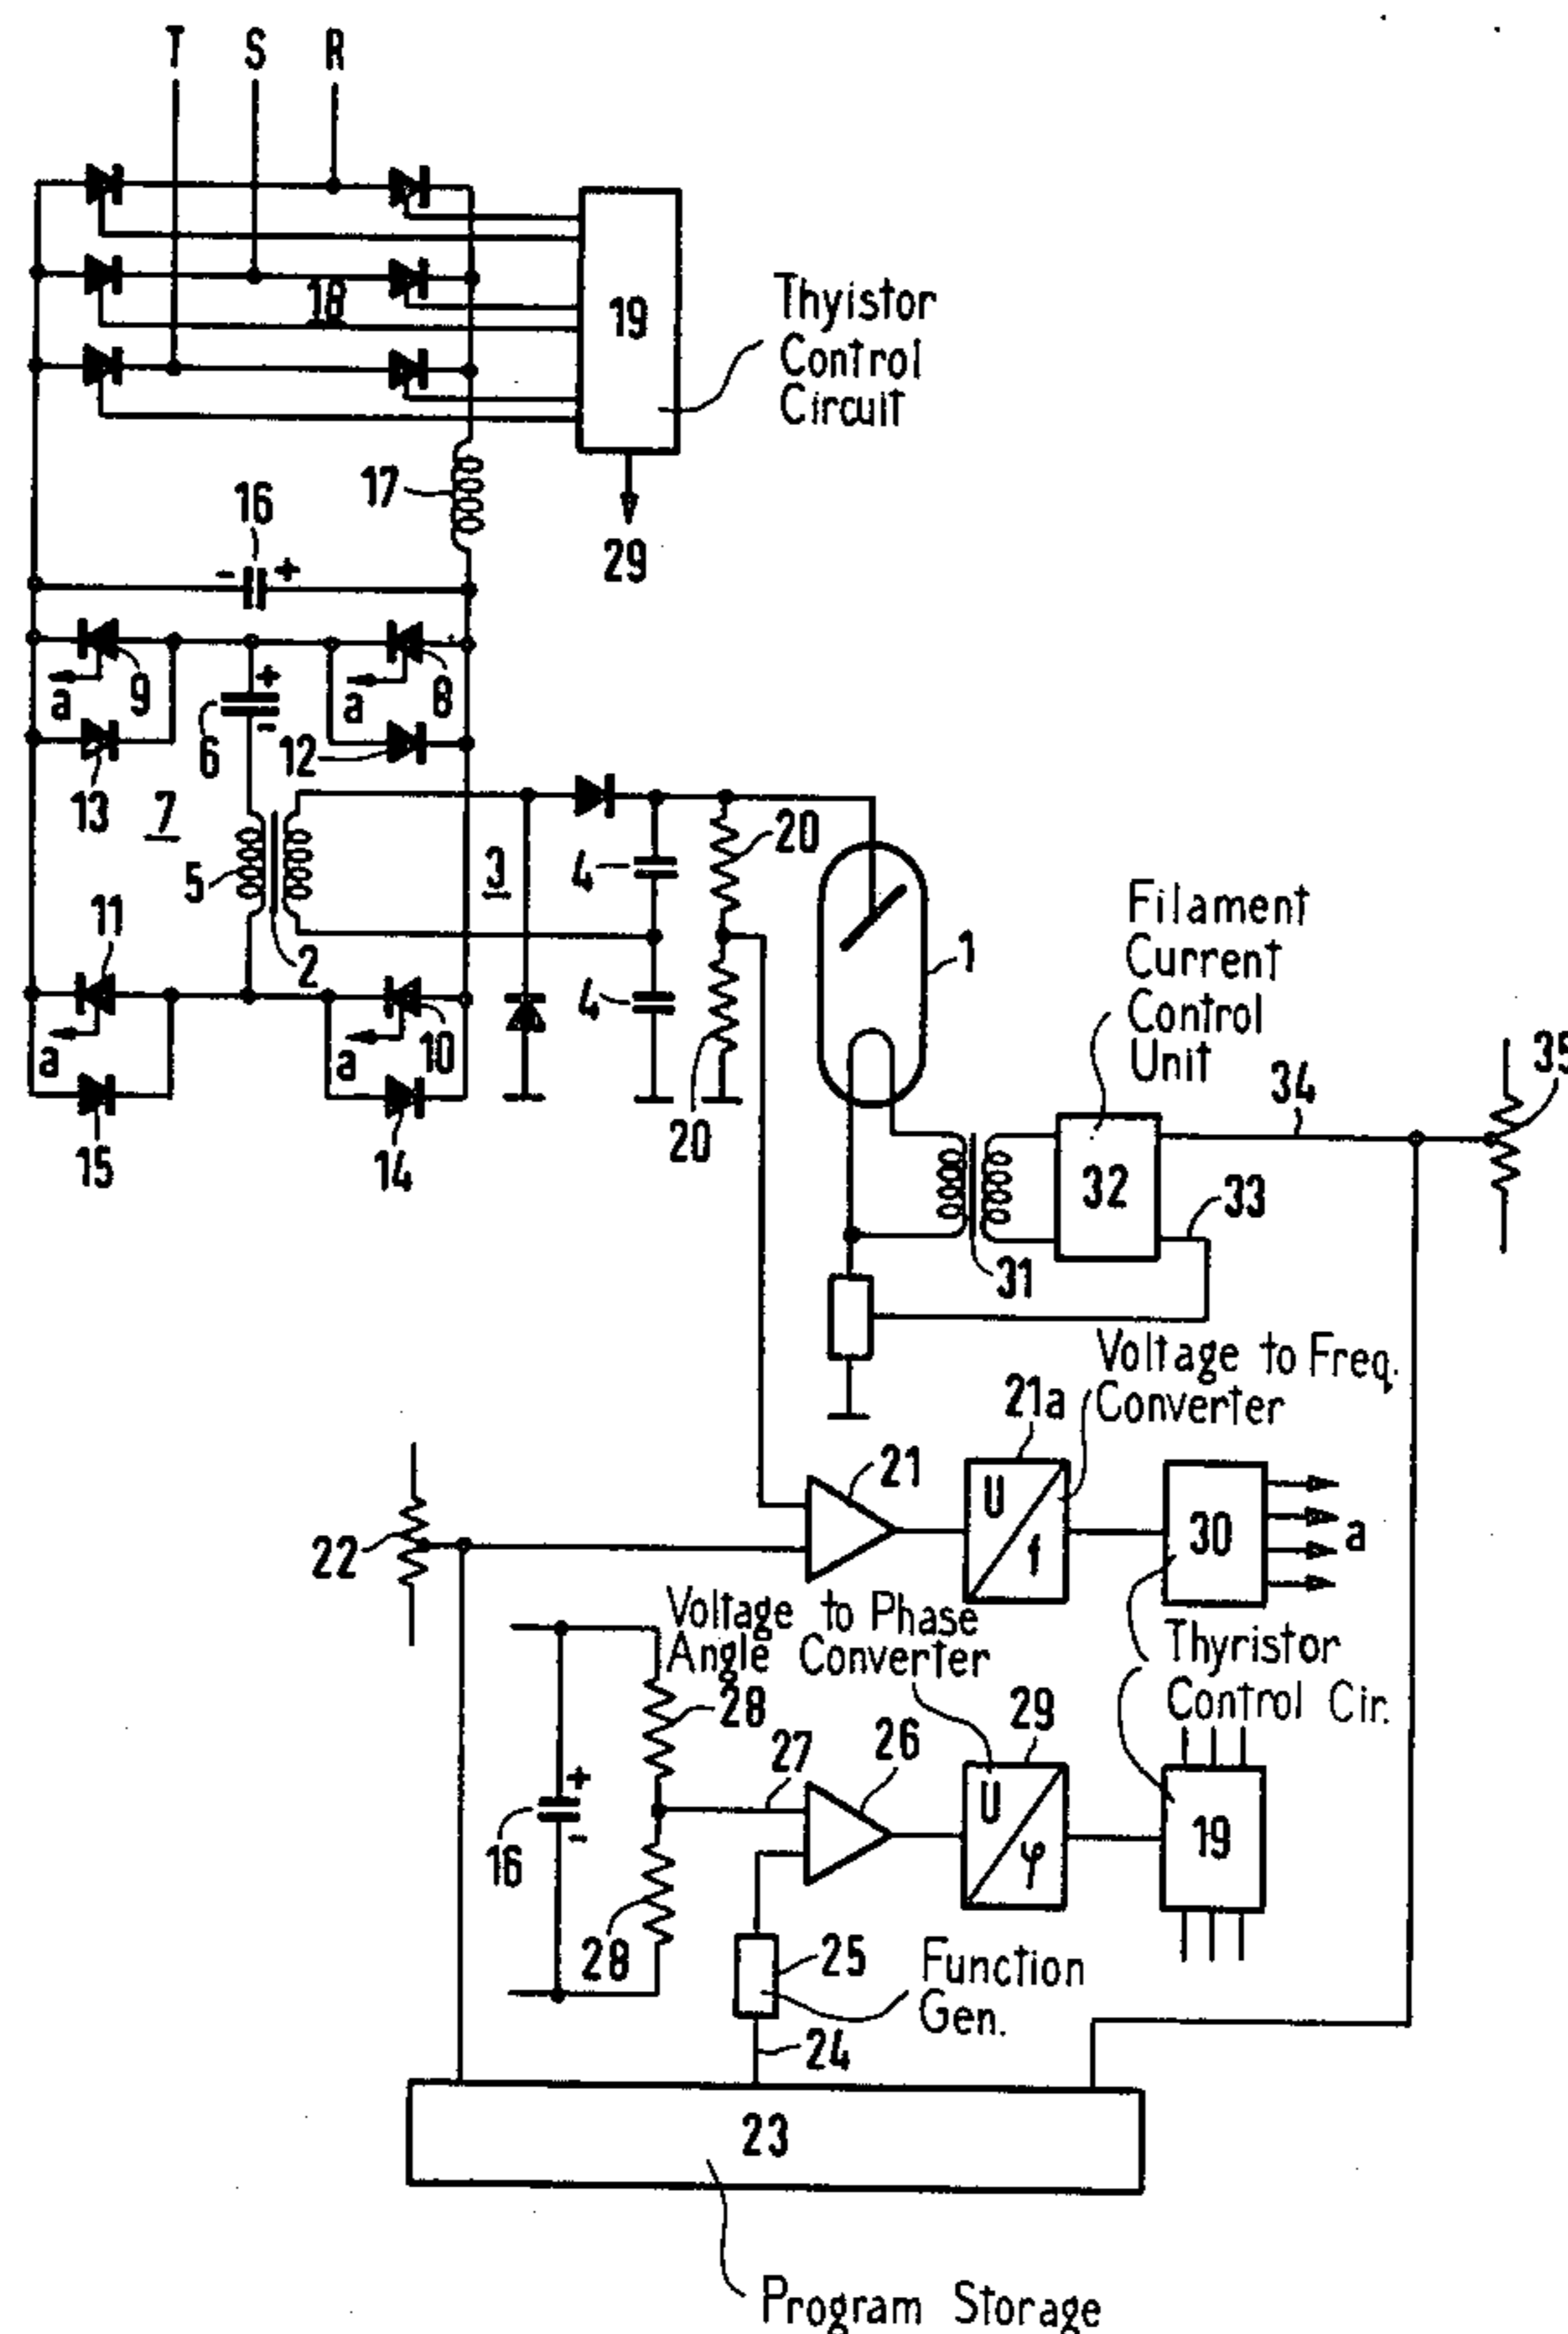 T S R
18
19
Thyistor
Control
Circuit
17
16
- +
29
a 9
a 8
+
6
-
12
13
7
5
3
4
20
11
2
1
Filament
Current
Control
Unit
a
a 10
4
20
15
14
34
35
32
33
31
Voltage to Freq.
Converter
21a
21
U
f
30
a
22
Voltage to Phase
Angle Converter
Thyristor
Control Cir.
28
29
27
26
+
16
-
U
φ
19
28
25
Function
Gen.
24
23
Program Storage